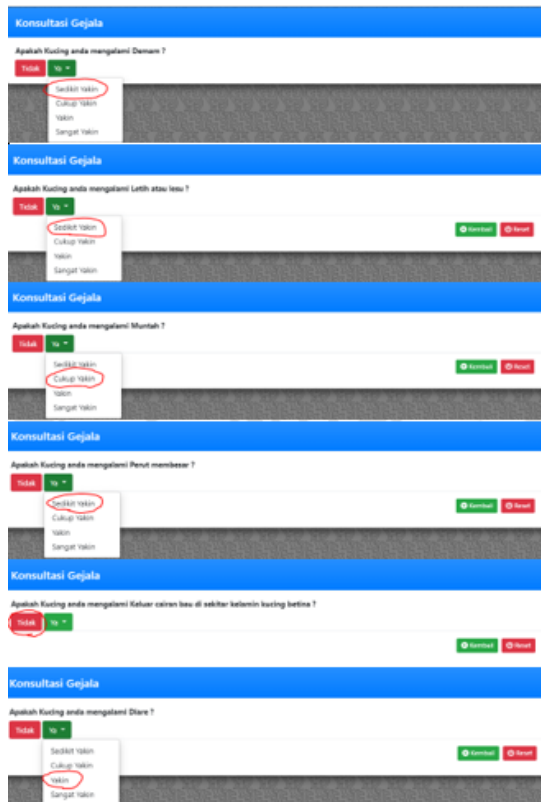 Konsultasi Gejala
Apakah Kucing anda mengalami Demam ?
Tidak Ya
Sedikit Yakin
Cukup Yakin
Yakin
Sangat Yakin
Konsultasi Gejala
Apakah Kucing anda mengalami Letih atau lesu ?
Tidak Ya
Sedikit Yakin
Kembali Reset
Cukup Yakin
Yakin
Sangat Yakin
Konsultasi Gejala
Apakah Kucing anda mengalami Muntah ?
Tidak Ya
Sedikit Yakin
Kembali Reset
Cukup Yakin
Yakin
Sangat Yakin
Konsultasi Gejala
Apakah Kucing anda mengalami Perut membesar ?
Tidak Ya
Sedikit Yakin
Kembali Reset
Cukup Yakin
Yakin
Sangat Yakin
Konsultasi Gejala
Apakah Kucing anda mengalami Keluar cairan bau di sekitar kelamin kucing betina ?
Tidak Ya
Kembali Reset
Konsultasi Gejala
Apakah Kucing anda mengalami Diare ?
Tidak Ya
Sedikit Yakin
Kembali Reset
Cukup Yakin
Yakin
Sangat Yakin